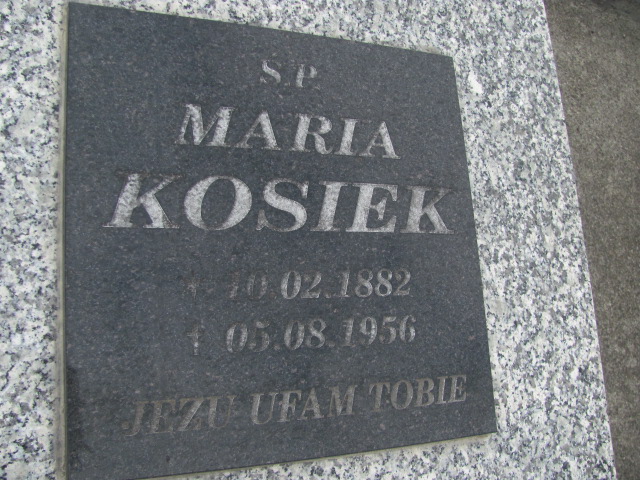 Ś.P.
MARIA
KOSIEK
* 10.02.1882
† 05.08.1956
JEZU UFAM TOBIE